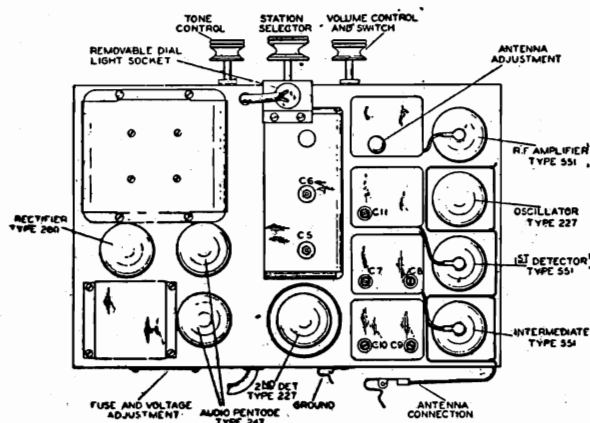 TONE
CONTROL
STATION
SELECTOR
VOLUME CONTROL
AND SWITCH
REMOVABLE DIAL
LIGHT SOCKET
ANTENNA
ADJUSTMENT
R.F. AMPLIFIER
TYPE 551
C6
C11
OSCILLATOR
TYPE 227
RECTIFIER
TYPE 280
C5
1ST DETECTOR
TYPE 551
C7
C8
INTERMEDIATE
TYPE 551
C10
C9
FUSE AND VOLTAGE
ADJUSTMENT
AUDIO PENTODE
TYPE 247
2ND DET
TYPE 227
GROUND
ANTENNA
CONNECTION